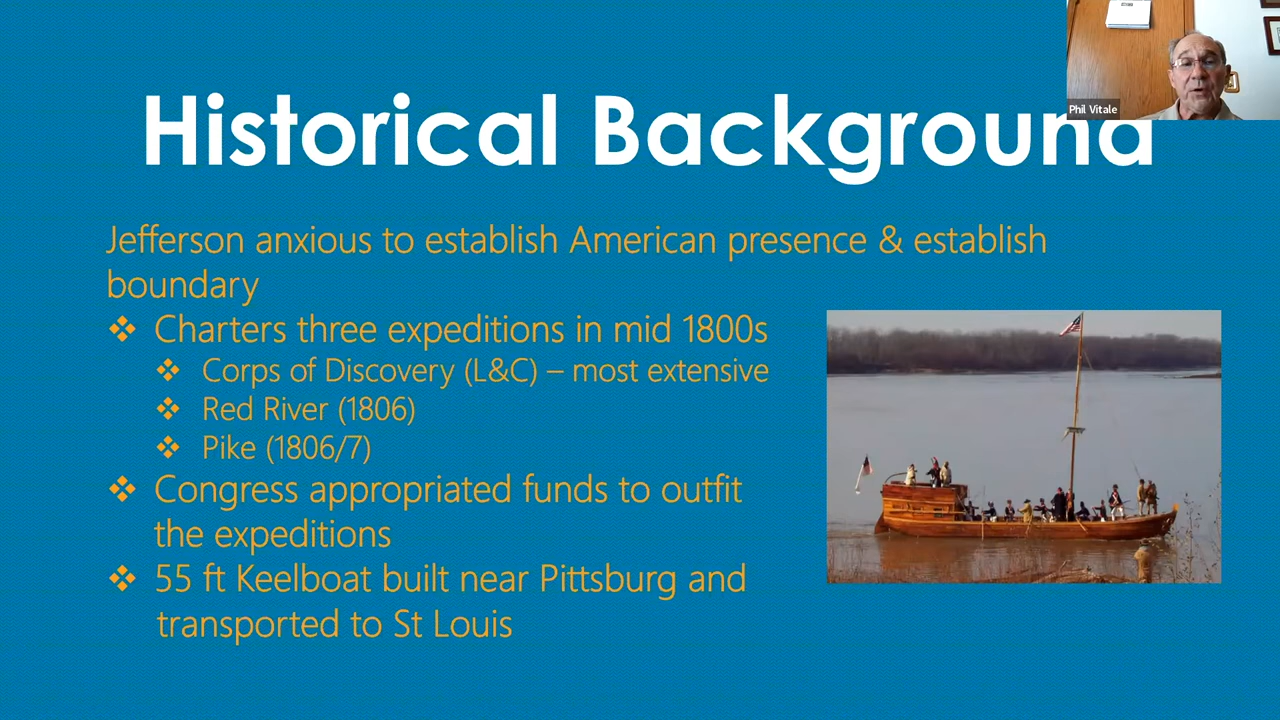 Phil Vitale
Historical Background
Jefferson anxious to establish American presence & establish
boundary
❖ Charters three expeditions in mid 1800s
❖ Corps of Discovery (L&C) – most extensive
❖ Red River (1806)
❖ Pike (1806/7)
❖ Congress appropriated funds to outfit
the expeditions
❖ 55 ft Keelboat built near Pittsburg and
transported to St Louis